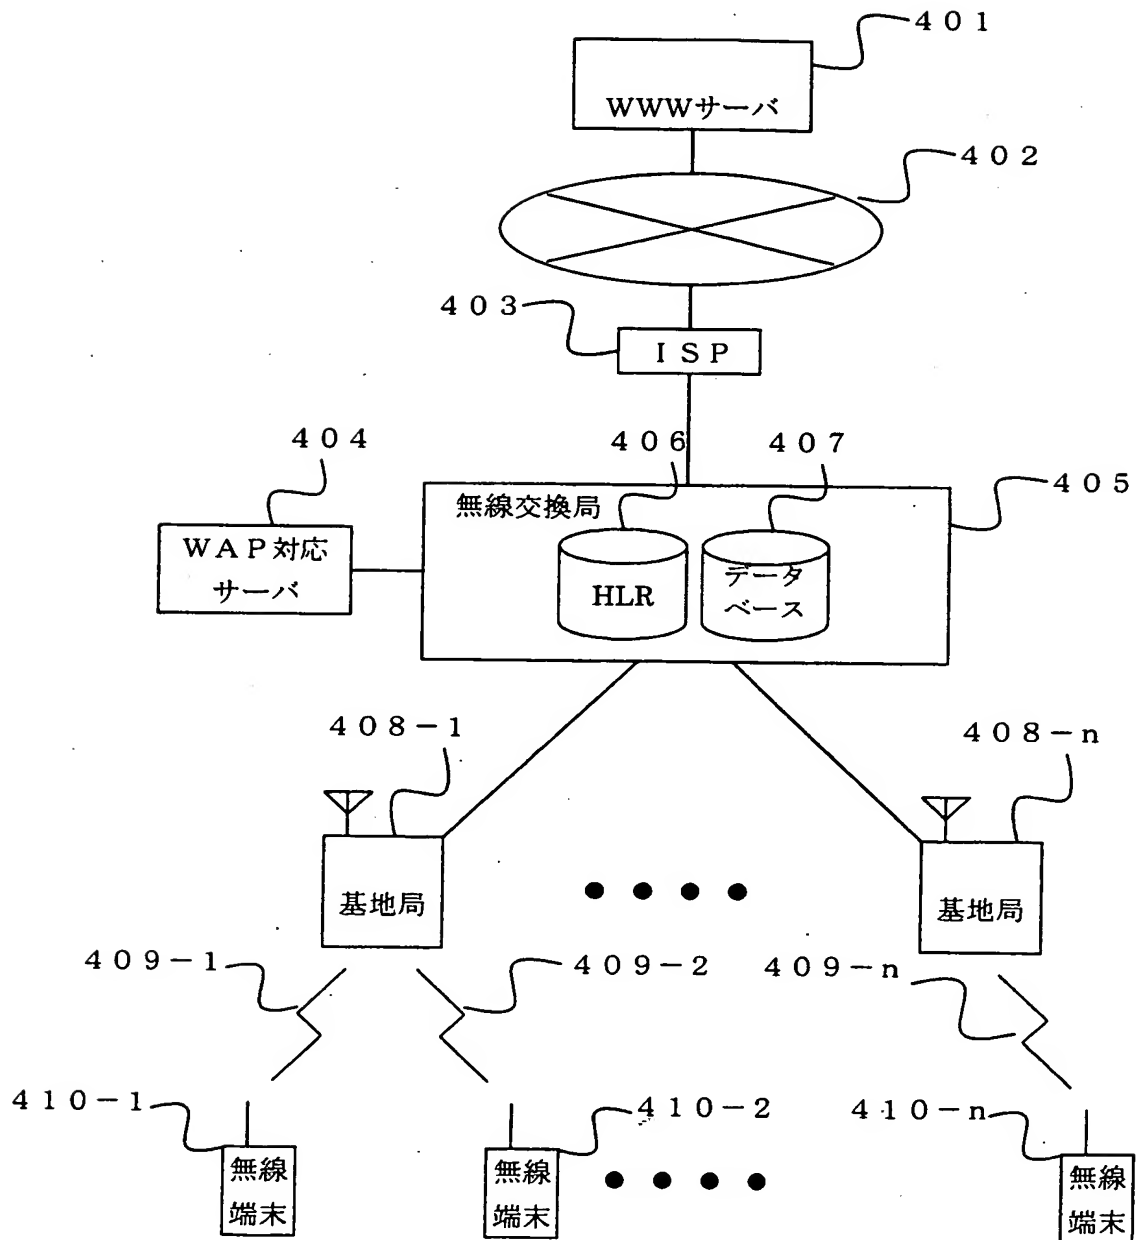 ４０１
WWWサーバ
４０２
４０３
ＩＳＰ
４０４
４０６
４０７
４０５
無線交換局
ＷＡＰ対応
サーバ
HLR
データ
ベース
４０８－１
４０８－n
基地局
基地局
４０９－１
４０９－２
４０９－n
４１０－１
４１０－２
４１０－n
無線
端末
無線
端末
無線
端末